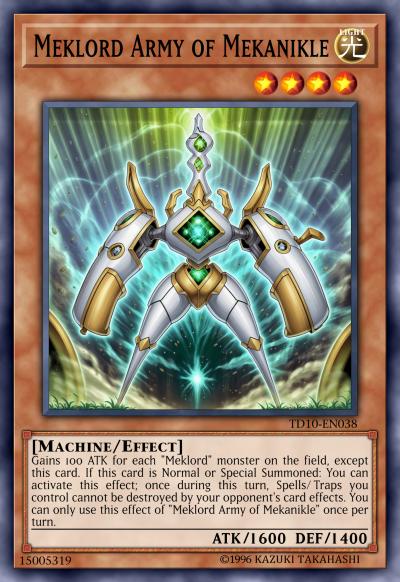 Meklord Army of Mekanikle
LIGHT
光
TD10-EN038
[Machine/Effect]
Gains 100 ATK for each "Meklord" monster on the field, except
this card. If this card is Normal or Special Summoned: You can
activate this effect; once during this turn, Spells/Traps you
control cannot be destroyed by your opponent's card effects. You
can only use this effect of "Meklord Army of Mekanikle" once per
turn.
ATK/1600 DEF/1400
15005319
©1996 KAZUKI TAKAHASHI